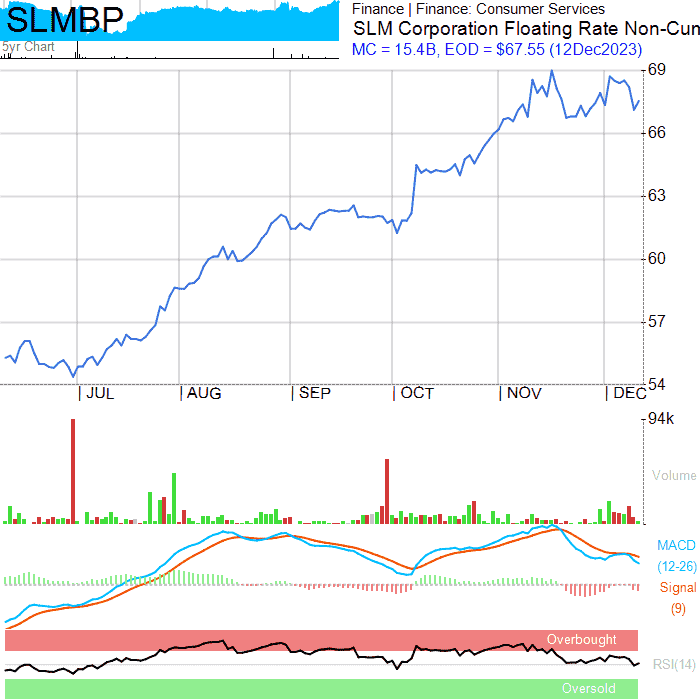 SLMBP
5yr Chart
Finance | Finance: Consumer Services
SLM Corporation Floating Rate Non-Cun
MC = 15.4B, EOD = $67.55 (12Dec2023)
69
66
63
60
57
54
JUL
AUG
SEP
OCT
NOV
DEC
94k
Volume
MACD
(12-26)
Signal
(9)
Overbought
RSI(14)
Oversold